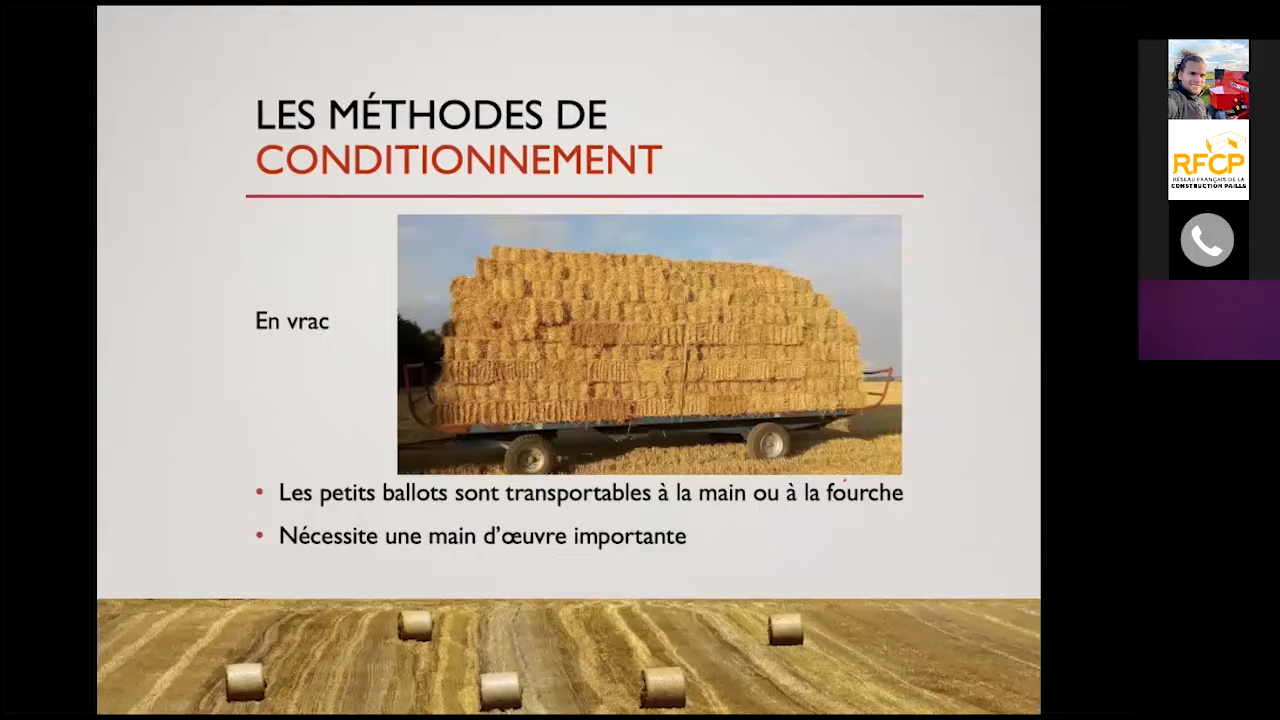 LES MÉTHODES DE
CONDITIONNEMENT
En vrac
Les petits ballots sont transportables à la main ou à la fourche
Nécessite une main d'œuvre importante
RFCP
RÉSEAU FRANÇAIS DE LA
CONSTRUCTION PAILLE